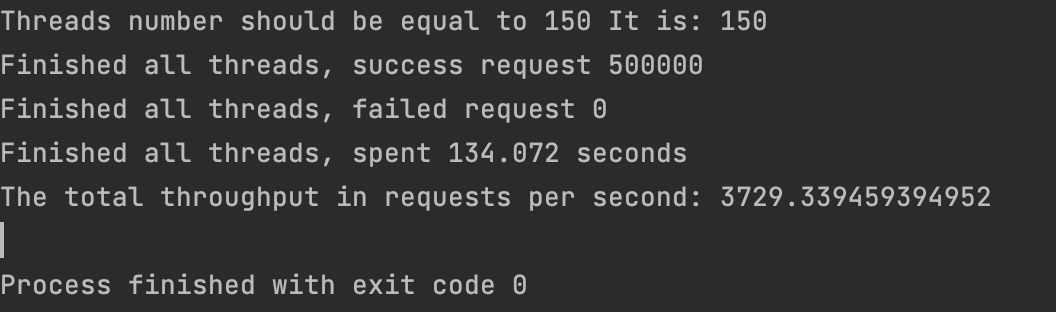 Threads number should be equal to 150 It is: 150
Finished all threads, success request 500000
Finished all threads, failed request 0
Finished all threads, spent 134.072 seconds
The total throughput in requests per second: 3729.339459394952
Process finished with exit code 0